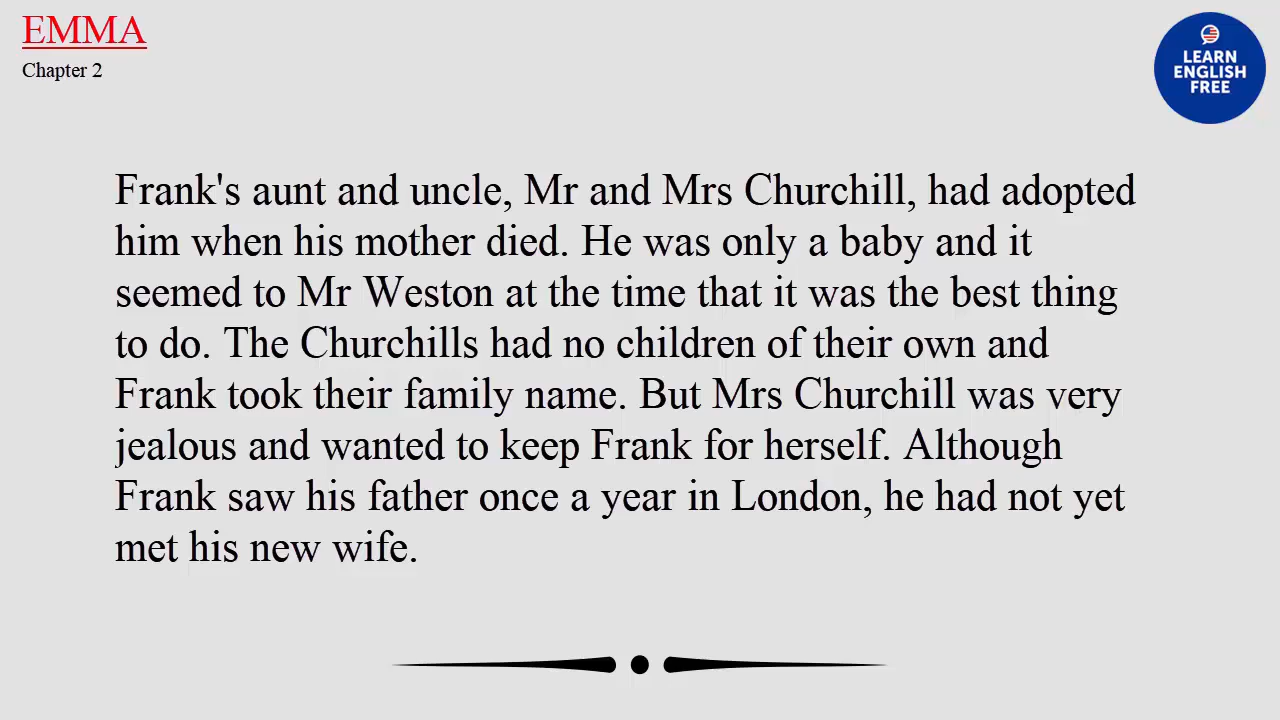 EMMA
Chapter 2
LEARN
ENGLISH
FREE
Frank's aunt and uncle, Mr and Mrs Churchill, had adopted
him when his mother died. He was only a baby and it
seemed to Mr Weston at the time that it was the best thing
to do. The Churchills had no children of their own and
Frank took their family name. But Mrs Churchill was very
jealous and wanted to keep Frank for herself. Although
Frank saw his father once a year in London, he had not yet
met his new wife.